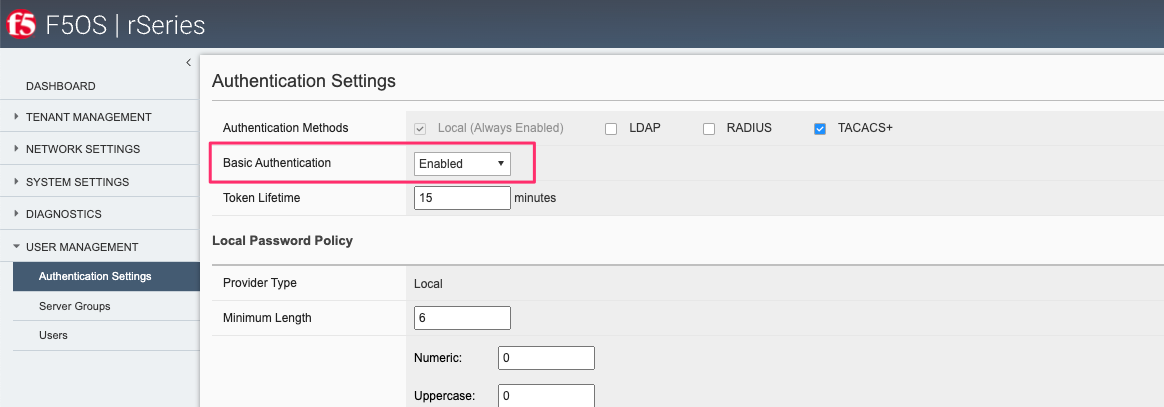 f5 F5OS | rSeries
DASHBOARD
TENANT MANAGEMENT
NETWORK SETTINGS
SYSTEM SETTINGS
DIAGNOSTICS
USER MANAGEMENT
Authentication Settings
Server Groups
Users
Authentication Settings
Authentication Methods Local (Always Enabled) LDAP RADIUS TACACS+
Basic Authentication Enabled
Token Lifetime 15 minutes
Local Password Policy
Provider Type Local
Minimum Length 6
Numeric: 0
Uppercase: 0